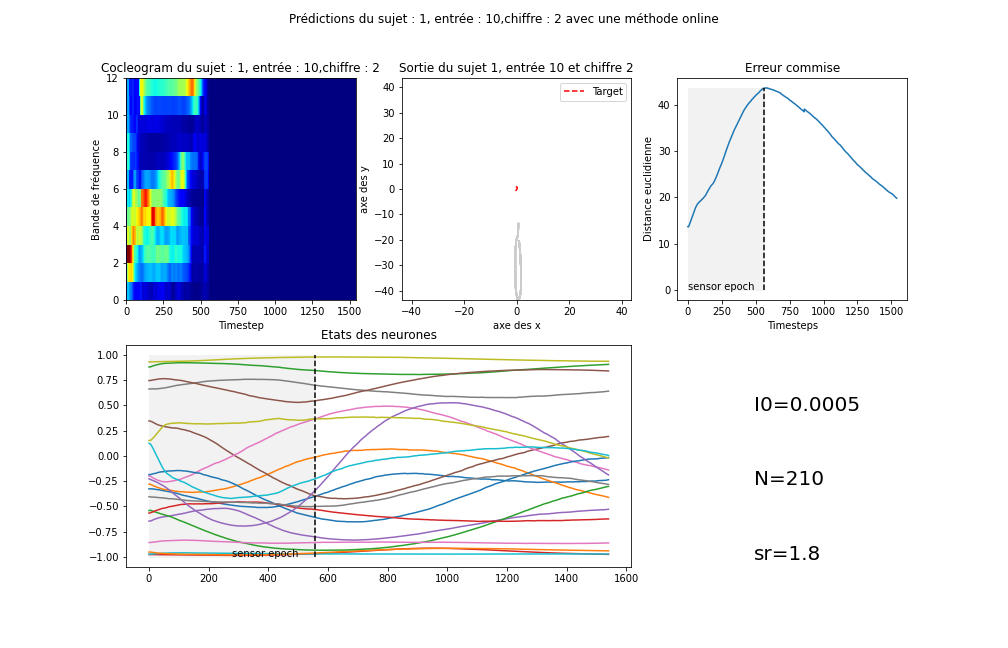 Prédictions du sujet : 1, entrée : 10,chiffre : 2 avec une méthode online
Cocleogram du sujet : 1, entrée : 10,chiffre : 2
Bande de fréquence
12
10
8
6
4
2
0
0 250 500 750 1000 1250 1500
Timestep
Sortie du sujet 1, entrée 10 et chiffre 2
Target
axe des y
40
30
20
10
0
−10
−20
−30
−40
−40 −20 0 20 40
axe des x
Erreur commise
Distance euclidienne
40
30
20
10
0
sensor epoch
0 250 500 750 1000 1250 1500
Timesteps
Etats des neurones
1.00
0.75
0.50
0.25
0.00
−0.25
−0.50
−0.75
−1.00
sensor epoch
0 200 400 600 800 1000 1200 1400 1600
I0=0.0005
N=210
sr=1.8